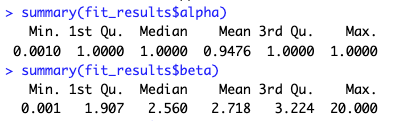 > summary(fit_results$alpha)
Min. 1st Qu. Median Mean 3rd Qu. Max.
0.0010 1.0000 1.0000 0.9476 1.0000 1.0000
> summary(fit_results$beta)
Min. 1st Qu. Median Mean 3rd Qu. Max.
0.001 1.907 2.560 2.718 3.224 20.000